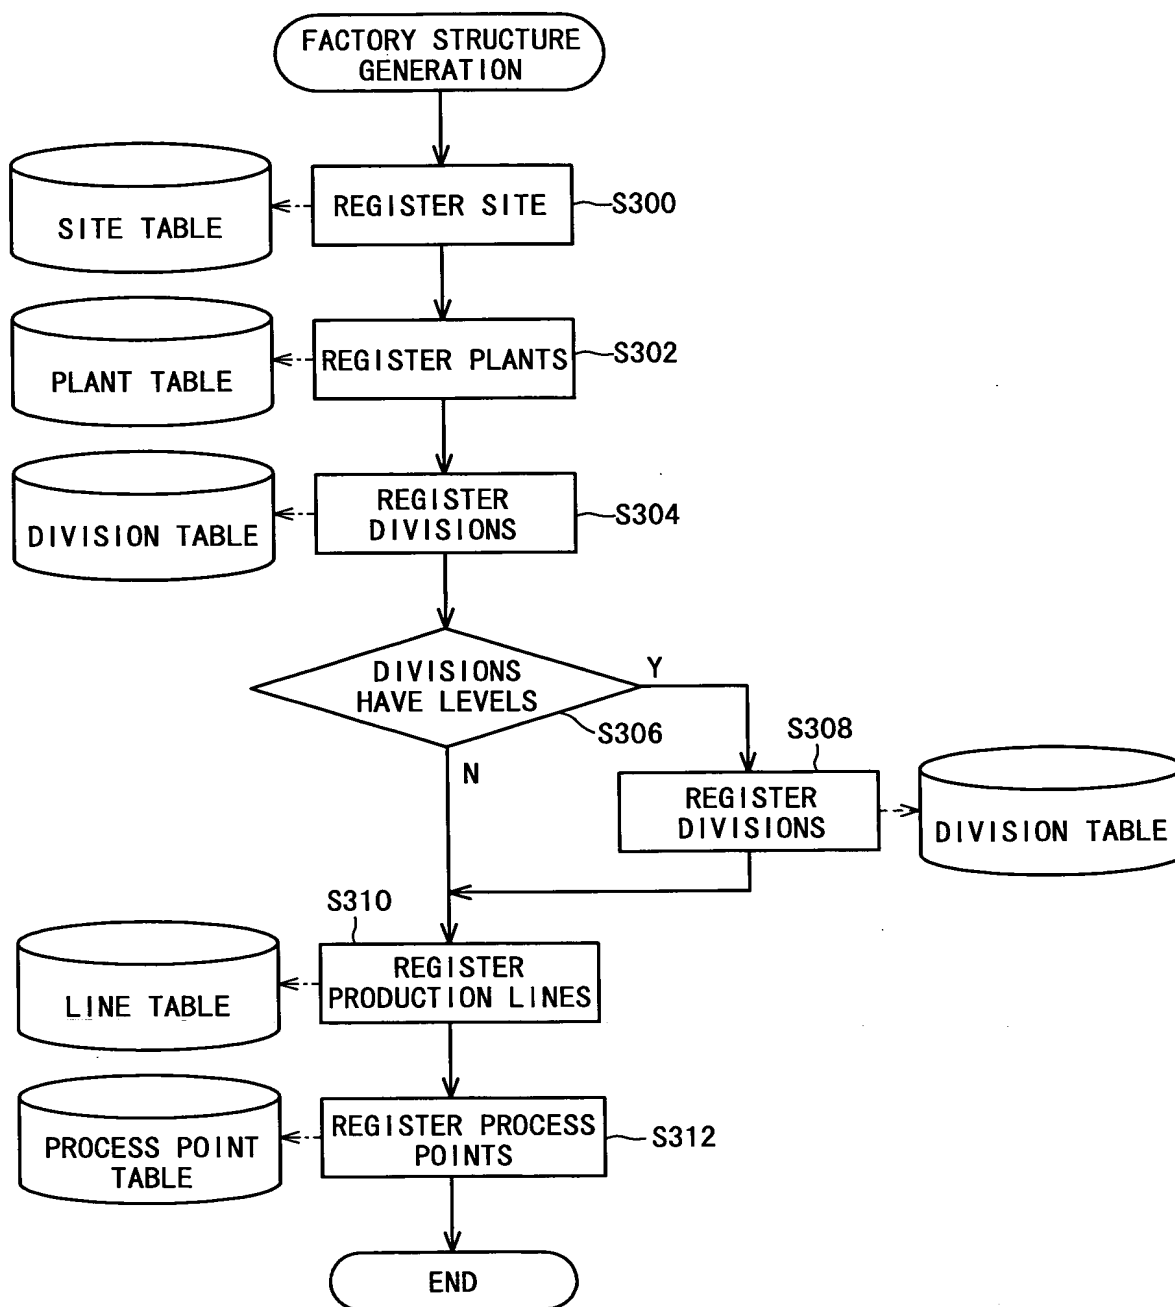 FACTORY STRUCTURE
GENERATION
SITE TABLE
REGISTER SITE
S300
PLANT TABLE
REGISTER PLANTS
S302
DIVISION TABLE
REGISTER
DIVISIONS
S304
DIVISIONS
HAVE LEVELS
Y
S306
N
S308
REGISTER
DIVISIONS
DIVISION TABLE
S310
LINE TABLE
REGISTER
PRODUCTION LINES
PROCESS POINT
TABLE
REGISTER PROCESS
POINTS
S312
END